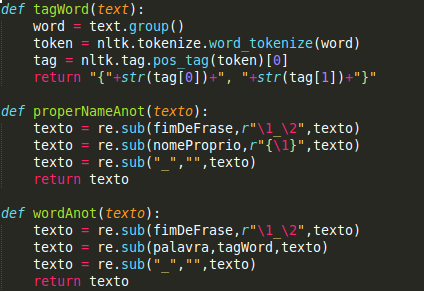 def tagWord(text):
    word = text.group()
    token = nltk.tokenize.word_tokenize(word)
    tag = nltk.tag.pos_tag(token)[0]
    return "{"+str(tag[0])+", "+str(tag[1])+"}"

def properNameAnot(texto):
    texto = re.sub(fimDeFrase,r"\1_\2",texto)
    texto = re.sub(nomeProprio,r"{\1}",texto)
    texto = re.sub("_","",texto)
    return texto

def wordAnot(texto):
    texto = re.sub(fimDeFrase,r"\1_\2",texto)
    texto = re.sub(palavra,tagWord,texto)
    texto = re.sub("_","",texto)
    return texto